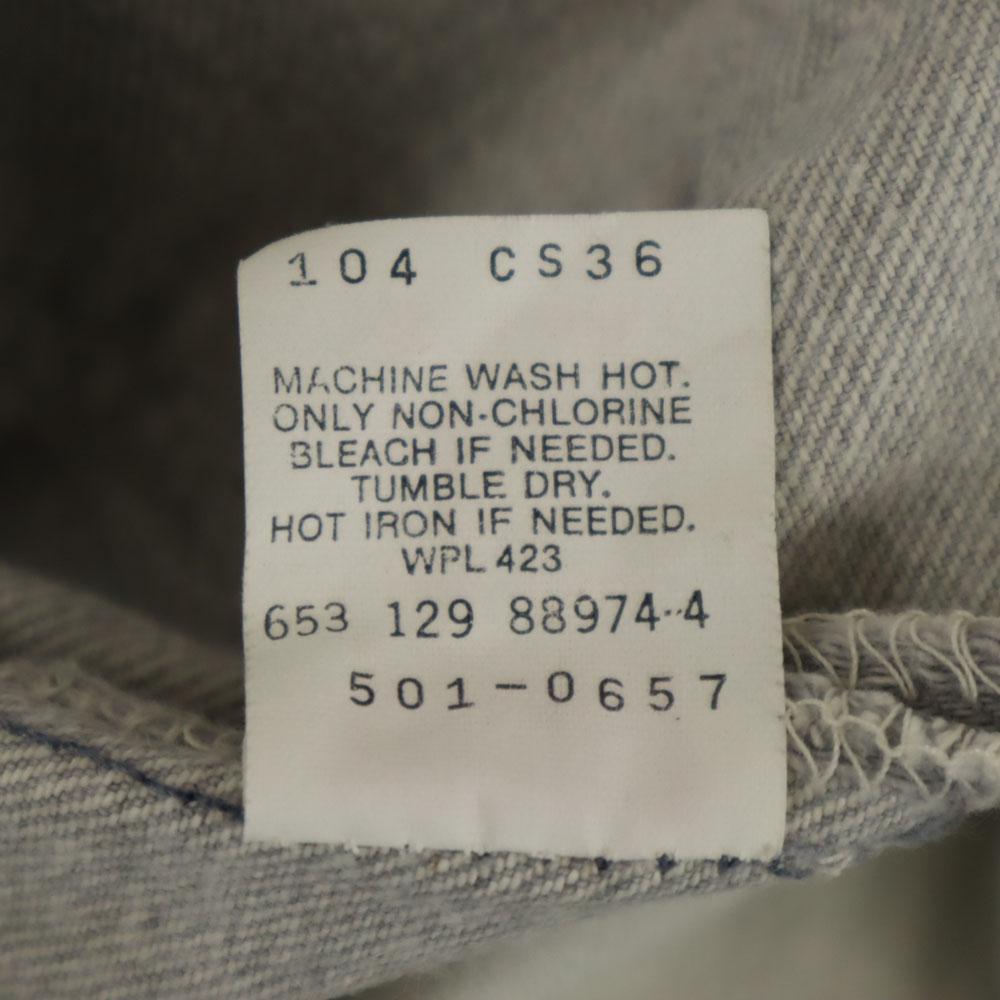 104 CS36
MACHINE WASH HOT.
ONLY NON-CHLORINE
BLEACH IF NEEDED.
TUMBLE DRY.
HOT IRON IF NEEDED.
WPL 423
653 129 88974-4
501-0657